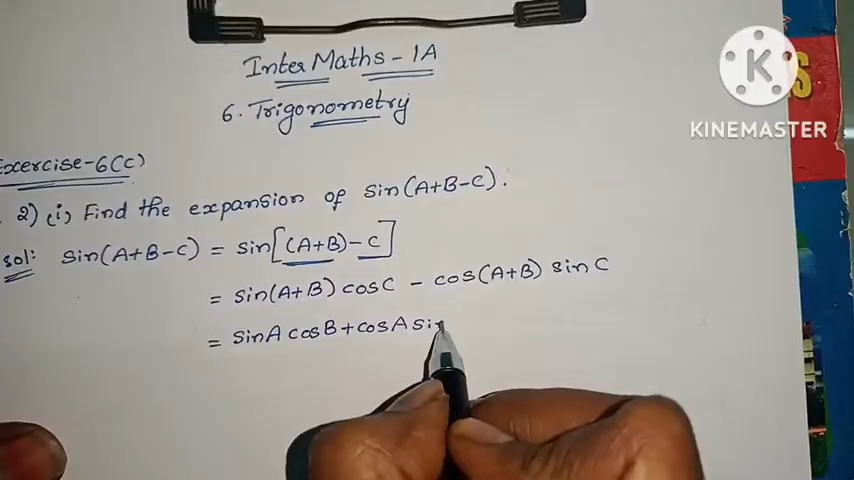 Inter Maths - 1A
6. Trigonometry
Exercise-6(c)
2) (i) Find the expansion of sin(A+B-C).
sol: sin(A+B-C) = sin[(A+B)-C]
= sin(A+B) cosC - cos(A+B) sinC
= sinA cosB + cosA sin
K
KINEMASTER